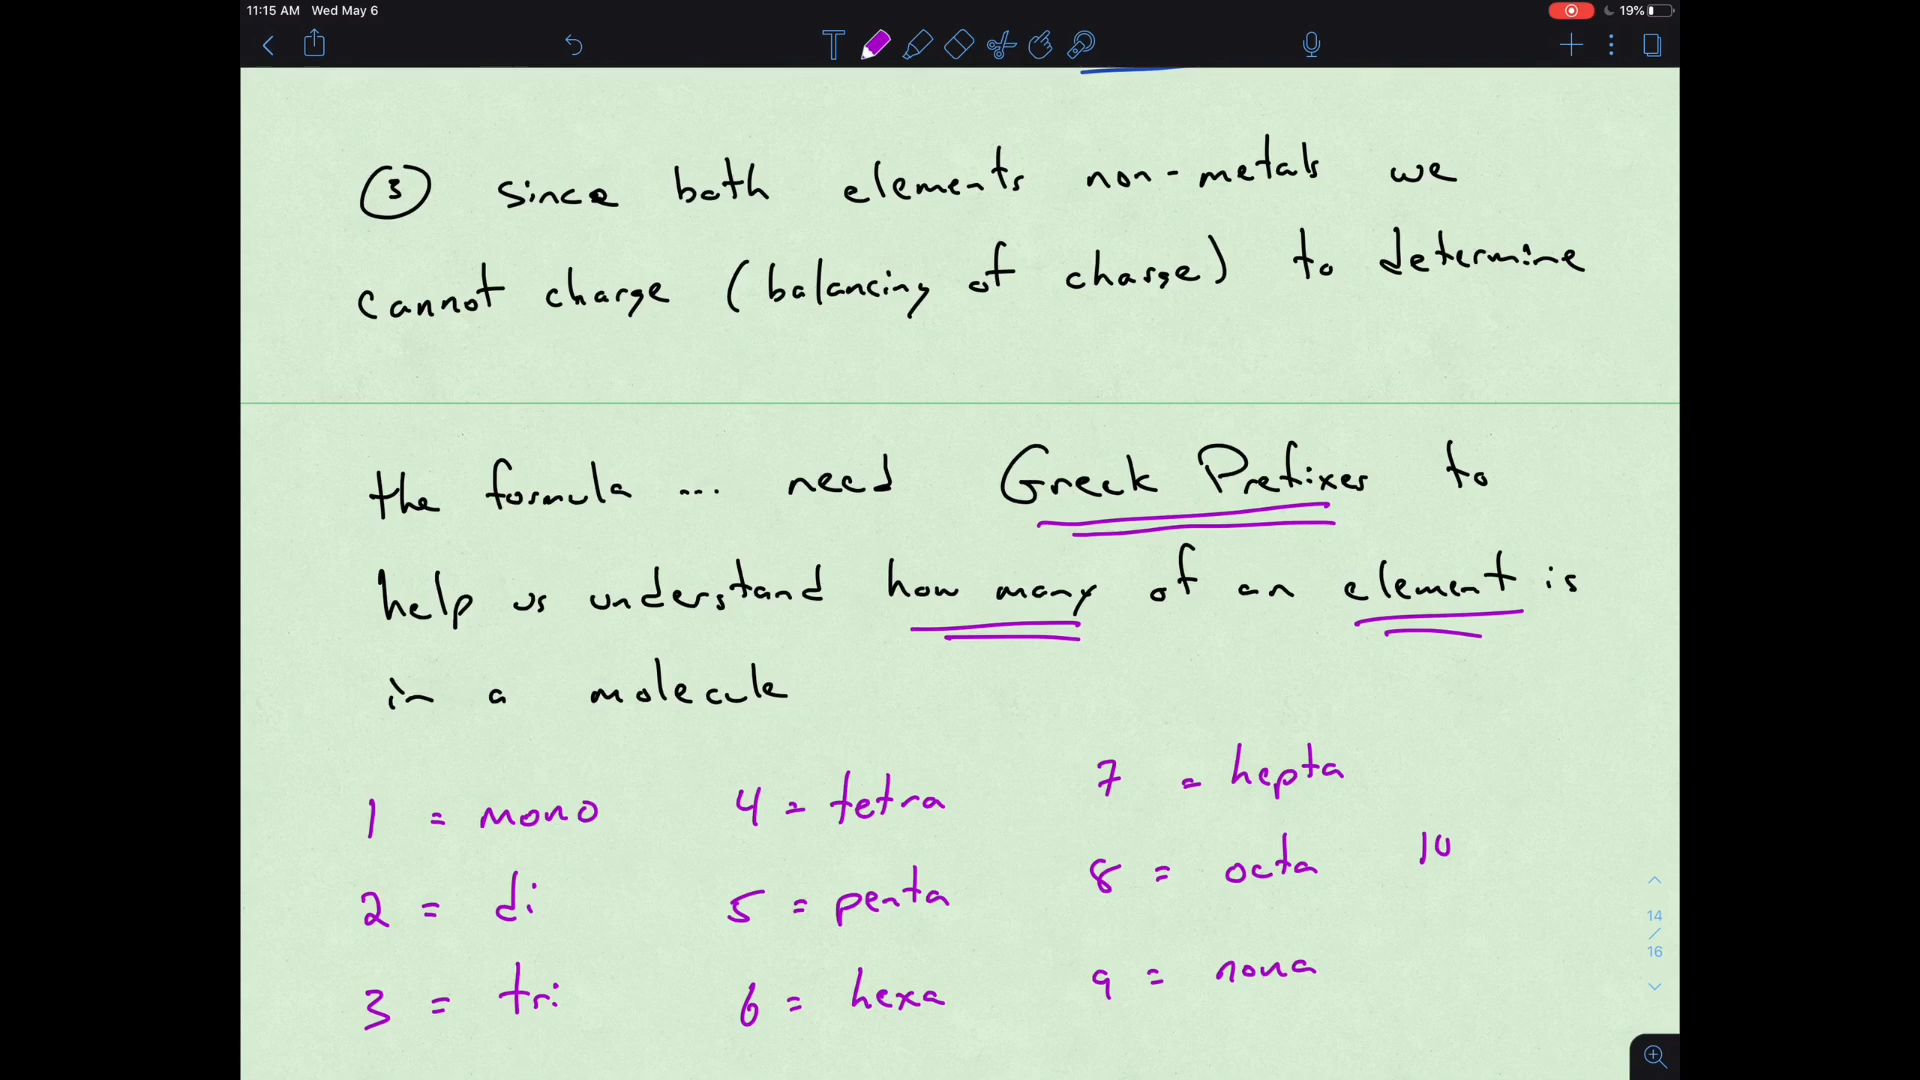 11:15 AM Wed May 6
19%
T
③ since both elements non-metals we
cannot charge (balancing of charge) to determine
the formula ... need Greek Prefixes to
help us understand how many of an element is
in a molecule
1 = mono
2 = di
3 = tri
4 = tetra
5 = penta
6 = hexa
7 = hepta
8 = octa
9 = nona
10
14
/
16